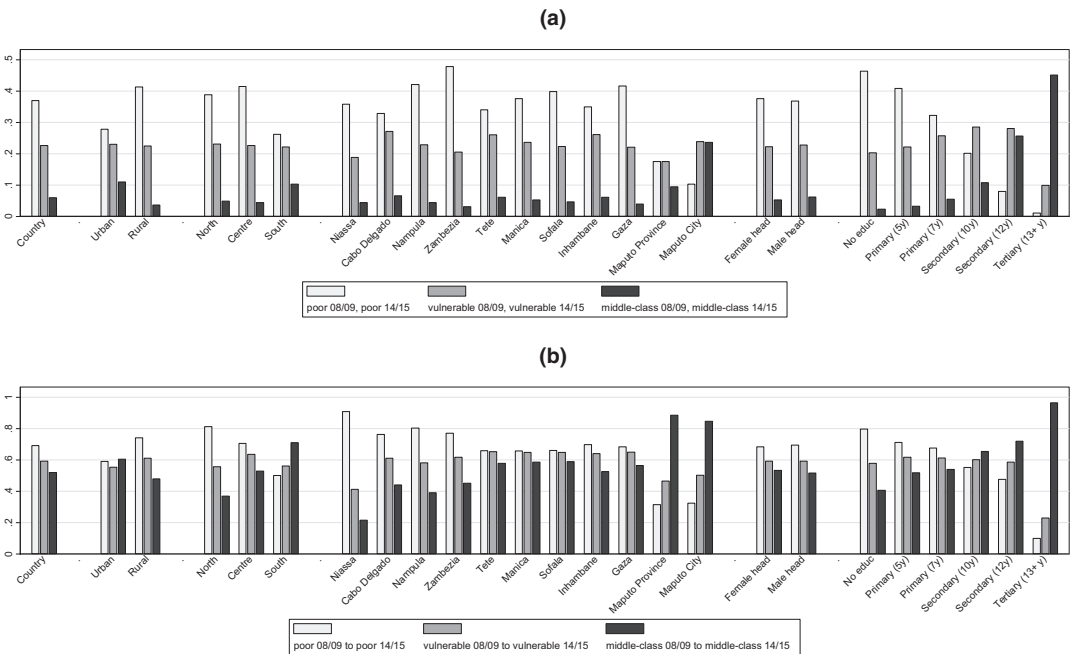 (a)
.5
.4
.3
.2
.1
0
Country
.
Urban
Rural
.
North
Centre
South
.
Niassa
Cabo Delgado
Nampula
Zambezia
Tete
Manica
Sofala
Inhambane
Gaza
Maputo Province
Maputo City
.
Female head
Male head
.
No educ
Primary (5y)
Primary (7y)
Secondary (10y)
Secondary (12y)
Tertiary (13+ y)
poor 08/09, poor 14/15 vulnerable 08/09, vulnerable 14/15 middle-class 08/09, middle-class 14/15
(b)
1
.8
.6
.4
.2
0
Country
.
Urban
Rural
.
North
Centre
South
.
Niassa
Cabo Delgado
Nampula
Zambezia
Tete
Manica
Sofala
Inhambane
Gaza
Maputo Province
Maputo City
.
Female head
Male head
.
No educ
Primary (5y)
Primary (7y)
Secondary (10y)
Secondary (12y)
Tertiary (13+ y)
poor 08/09 to poor 14/15 vulnerable 08/09 to vulnerable 14/15 middle-class 08/09 to middle-class 14/15